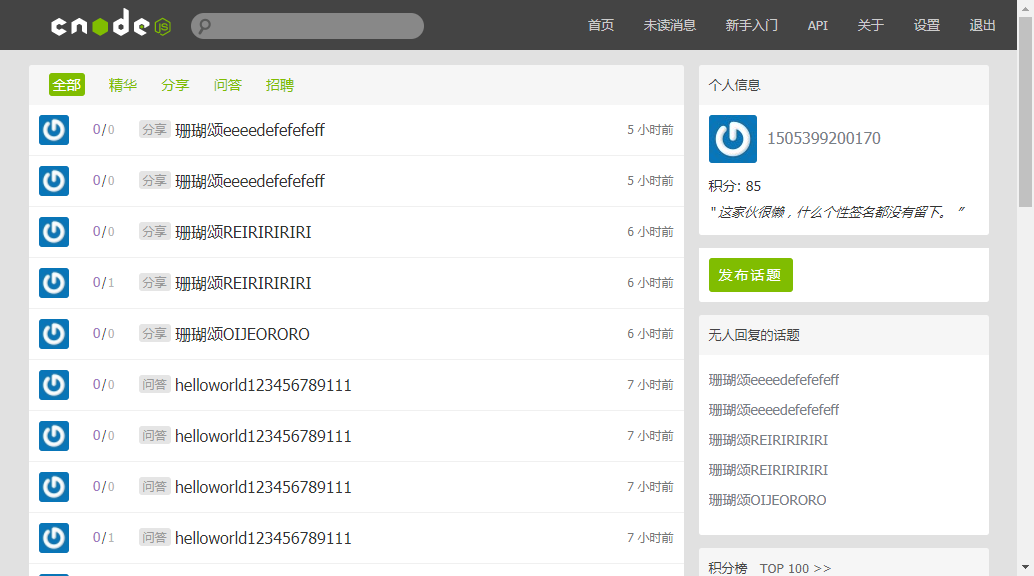 cnode JS
首页 未读消息 新手入门 API 关于 设置 退出
全部 精华 分享 问答 招聘
0/0 分享 珊瑚颂eeeedefefefeff 5 小时前
0/0 分享 珊瑚颂eeeedefefefeff 5 小时前
0/0 分享 珊瑚颂REIRIRIRIRI 6 小时前
0/1 分享 珊瑚颂REIRIRIRIRI 6 小时前
0/0 分享 珊瑚颂OIJEORORO 6 小时前
0/0 问答 helloworld123456789111 7 小时前
0/0 问答 helloworld123456789111 7 小时前
0/0 问答 helloworld123456789111 7 小时前
0/1 问答 helloworld123456789111 7 小时前
个人信息
1505399200170
积分: 85
" 这家伙很懒，什么个性签名都没有留下。 "
发布话题
无人回复的话题
珊瑚颂eeeedefefefeff
珊瑚颂eeeedefefefeff
珊瑚颂REIRIRIRIRI
珊瑚颂REIRIRIRIRI
珊瑚颂OIJEORORO
积分榜 TOP 100 >>